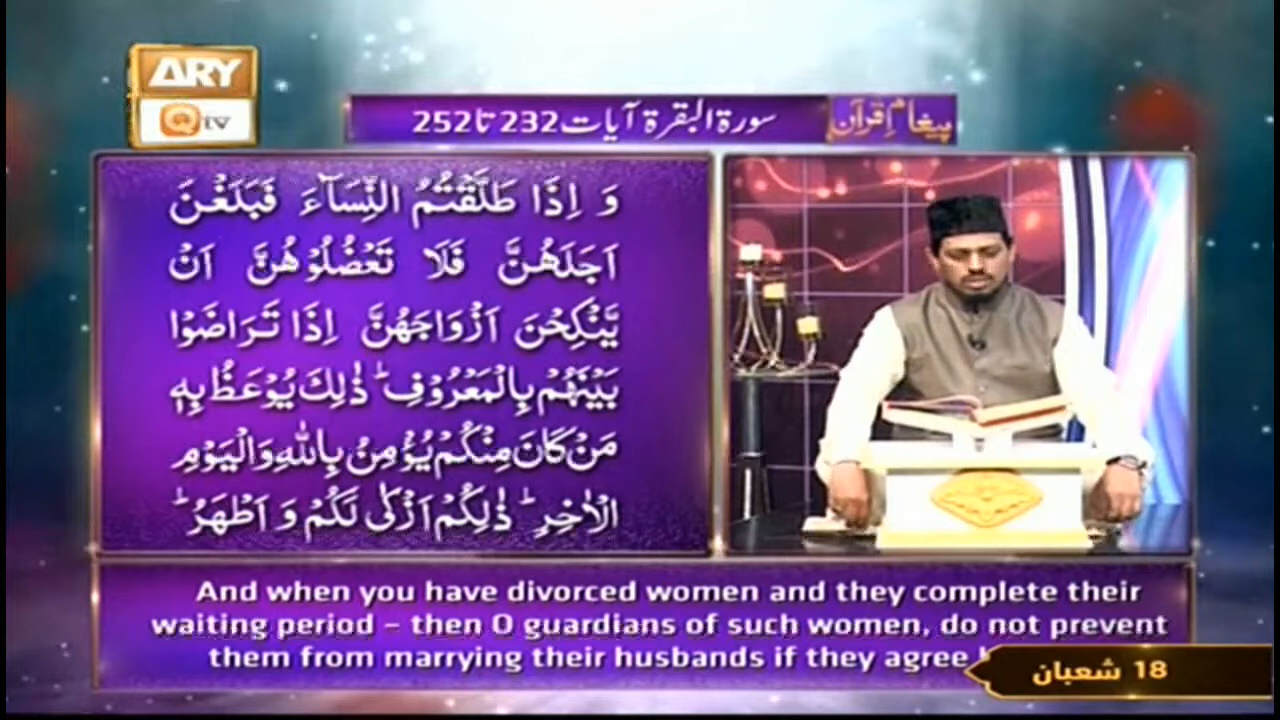 ARY
Q TV
پیغام قرآن
سورۃ البقرۃ آیات 232 تا 252
وَ اِذَا طَلَّقْتُمُ النِّسَآءَ فَبَلَغْنَ
اَجَلَهُنَّ فَلَا تَعْضُلُوْهُنَّ اَنْ
یَّنْكِحْنَ اَزْوَاجَهُنَّ اِذَا تَرَاضَوْا
بَیْنَهُمْ بِالْمَعْرُوْفِ ؕ ذٰلِكَ یُوْعَظُ بِهٖ
مَنْ كَانَ مِنْكُمْ یُؤْمِنُ بِاللّٰهِ وَالْیَوْمِ
الْاٰخِرِ ؕ ذٰلِكُمْ اَزْكٰى لَكُمْ وَ اَطْهَرُ ؕ
And when you have divorced women and they complete their
waiting period – then O guardians of such women, do not prevent
them from marrying their husbands if they agree
18 شعبان